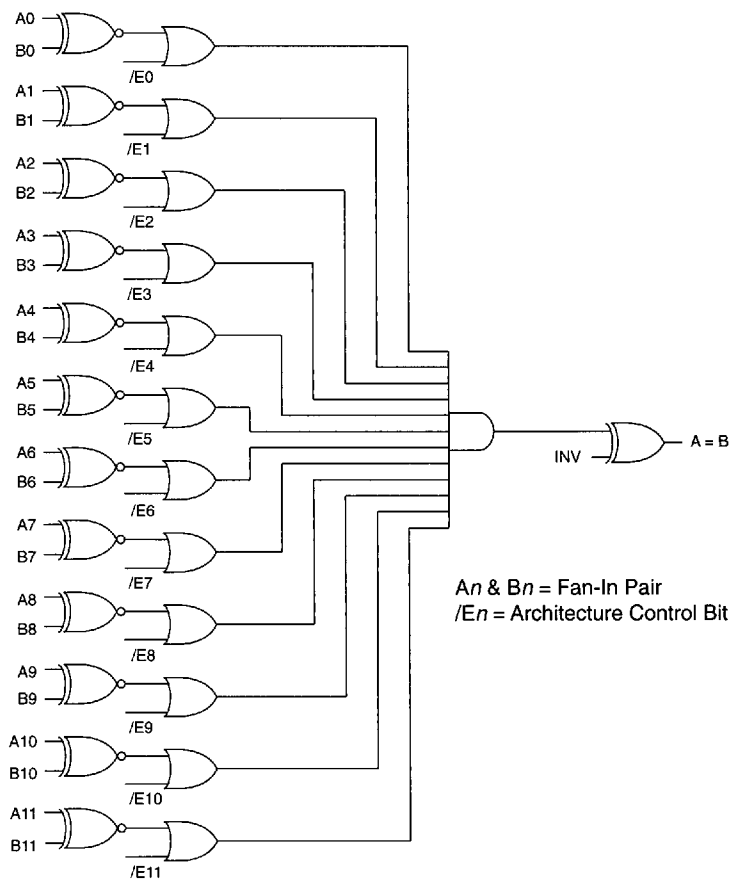 A0
B0
/E0
A1
B1
/E1
A2
B2
/E2
A3
B3
/E3
A4
B4
/E4
A5
B5
/E5
A6
B6
/E6
A7
B7
/E7
A8
B8
/E8
A9
B9
/E9
A10
B10
/E10
A11
B11
/E11
INV
A = B
An & Bn = Fan-In Pair
/En = Architecture Control Bit